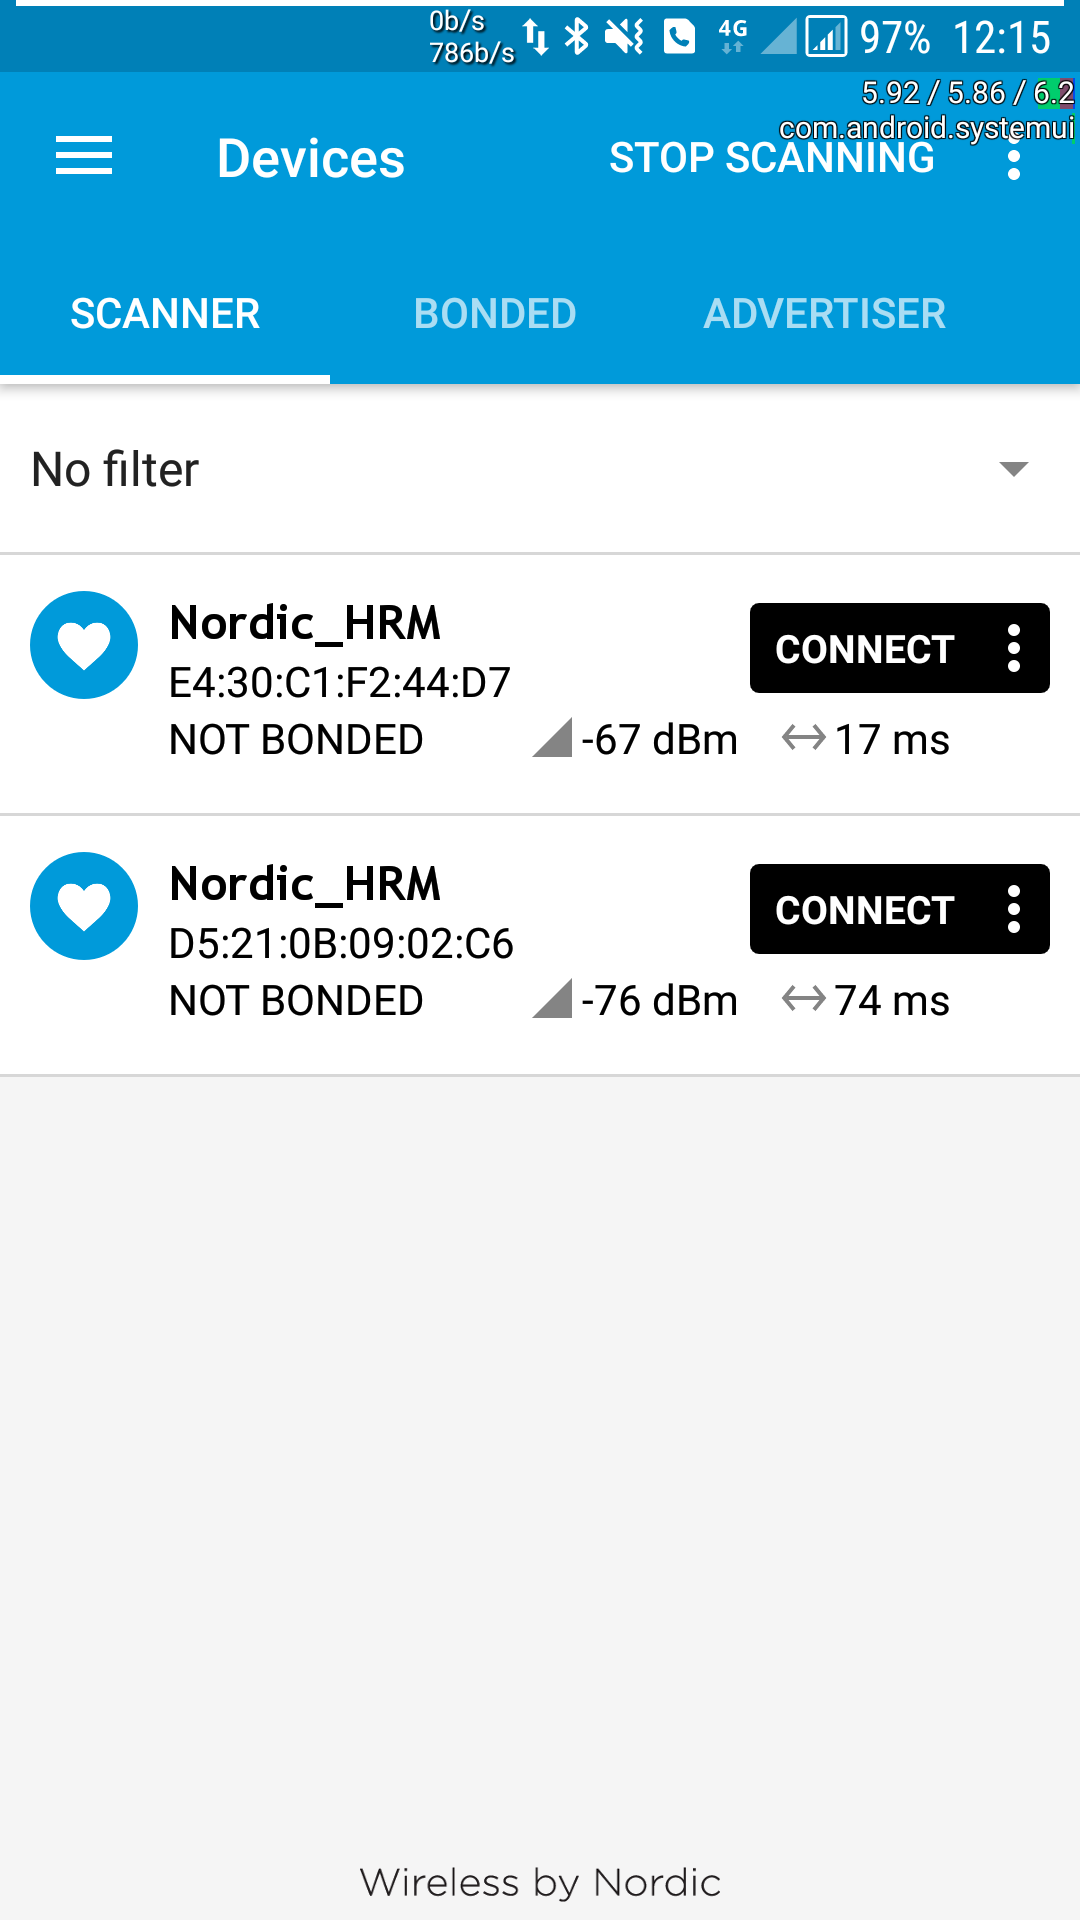 0b/s
786b/s
4G
97% 12:15
5.92 / 5.86 / 6.2
com.android.systemui
Devices
STOP SCANNING
SCANNER
BONDED
ADVERTISER
No filter
Nordic_HRM
CONNECT
E4:30:C1:F2:44:D7
NOT BONDED
-67 dBm
17 ms
Nordic_HRM
CONNECT
D5:21:0B:09:02:C6
NOT BONDED
-76 dBm
74 ms
Wireless by Nordic